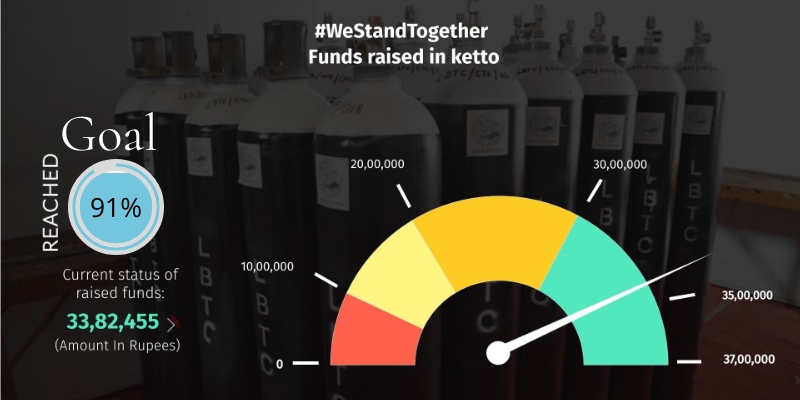 #WeStandTogether
Funds raised in ketto
Goal
REACHED
91%
Current status of
raised funds:
33,82,455
(Amount In Rupees)
0
10,00,000
20,00,000
30,00,000
35,00,000
37,00,000
LBTC
LBTC
LBTC
LBTC